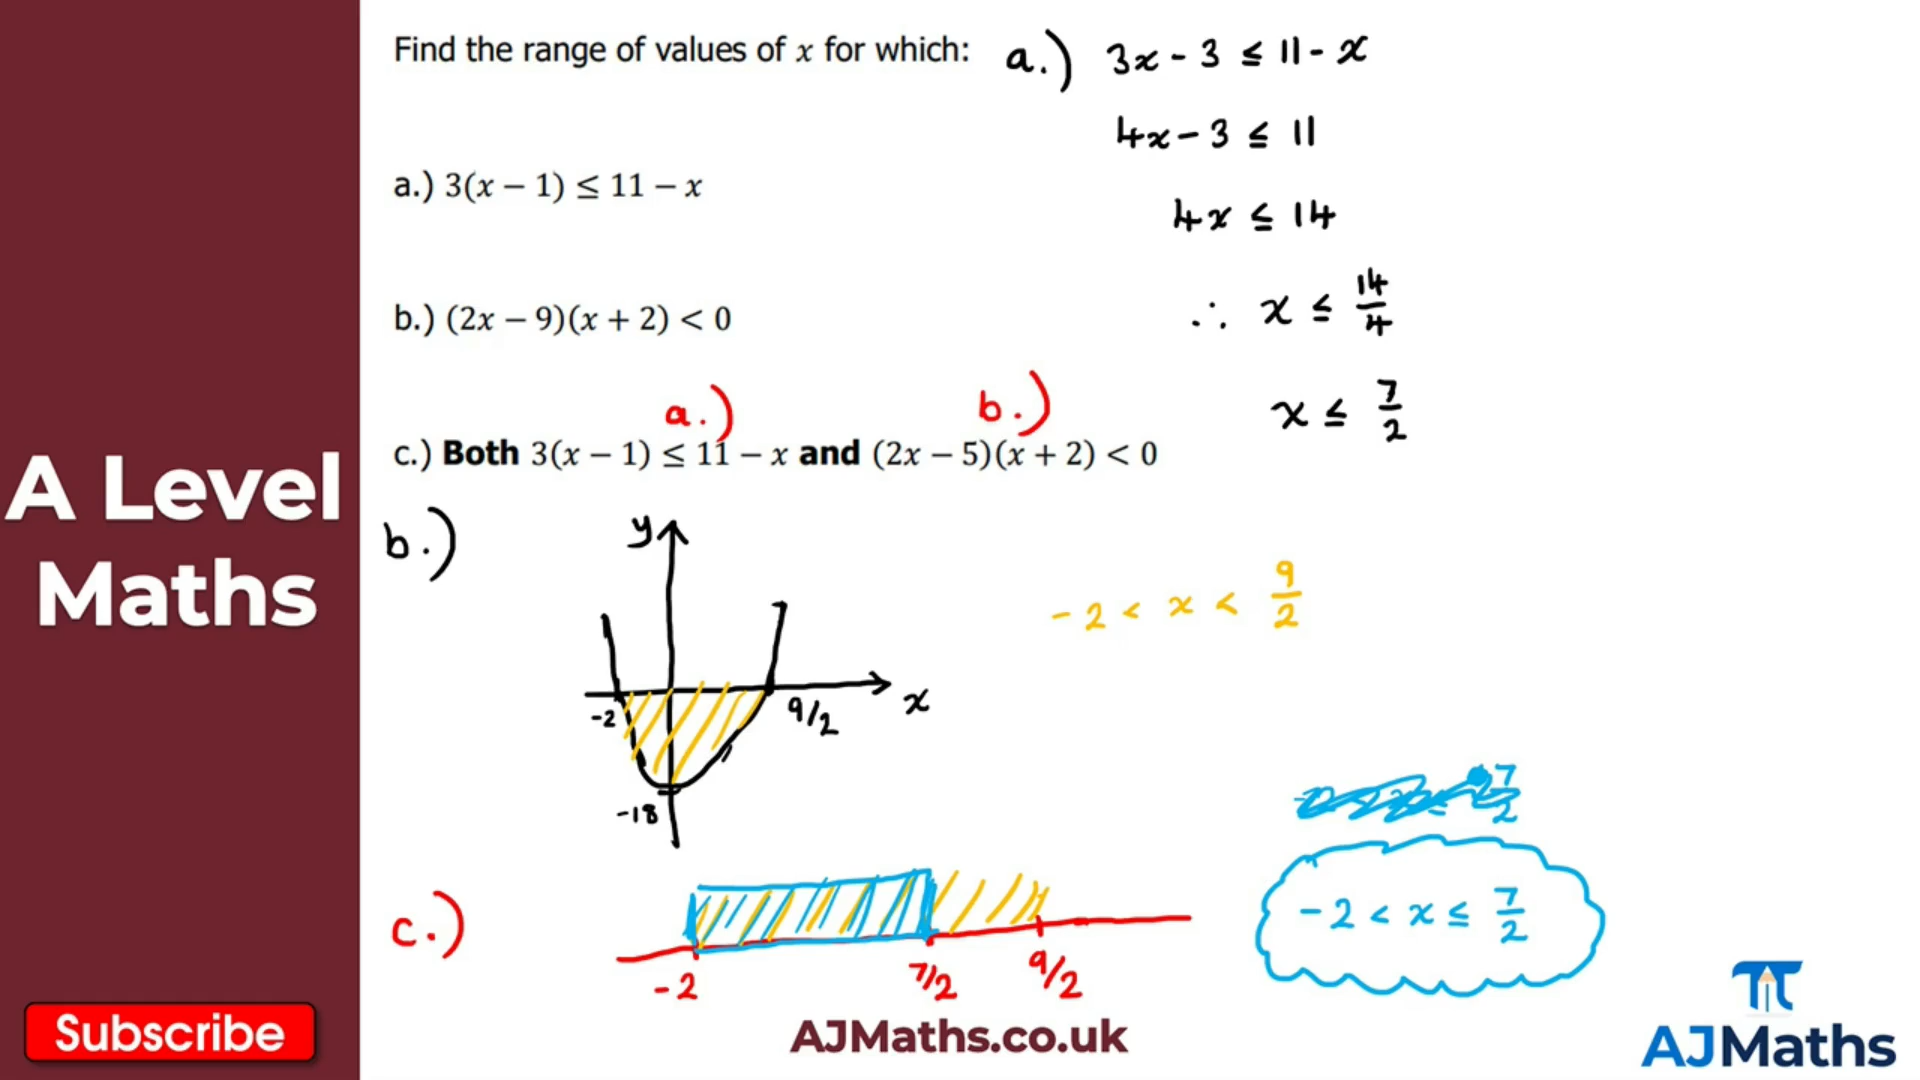 A Level
Maths
Subscribe
Find the range of values of x for which:
a.) 3(x − 1) ≤ 11 − x
b.) (2x − 9)(x + 2) < 0
a.) b.)
c.) Both 3(x − 1) ≤ 11 − x and (2x − 5)(x + 2) < 0
a.) 3x - 3 ≤ 11 - x
4x - 3 ≤ 11
4x ≤ 14
∴ x ≤ 14/4
x ≤ 7/2
b.)
y
x
-2
9/2
-18
-2 < x < 9/2
c.)
-2
7/2
9/2
7/2
-2 < x ≤ 7/2
AJMaths.co.uk
AJMaths